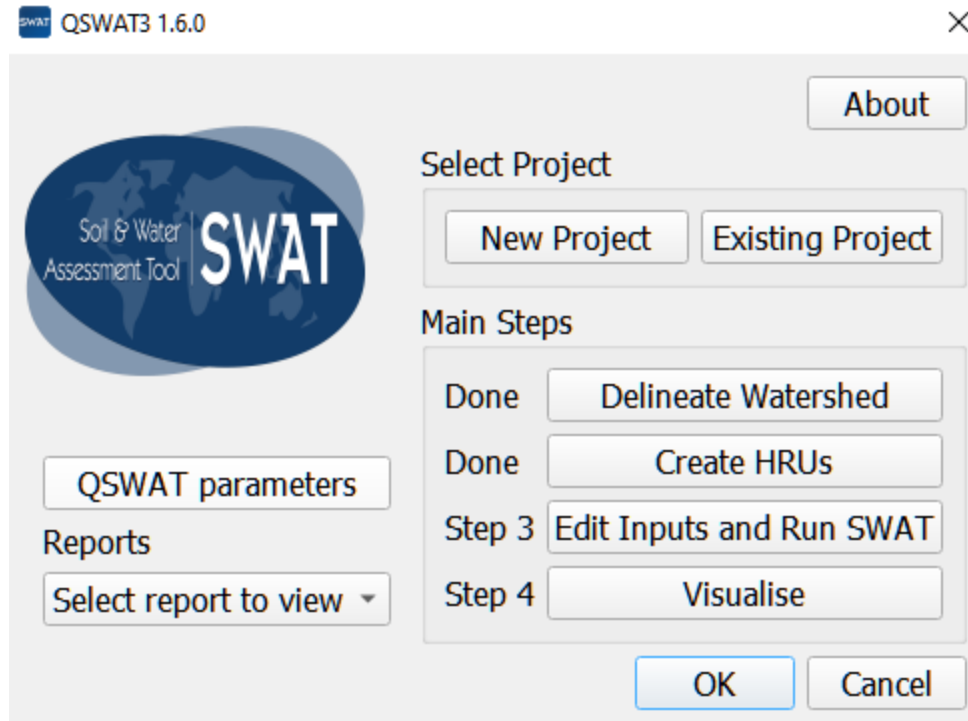 SWAT QSWAT3 1.6.0
About
Soil & Water
Assessment Tool
SWAT
Select Project
New Project Existing Project
Main Steps
Done Delineate Watershed
Done Create HRUs
Step 3 Edit Inputs and Run SWAT
Step 4 Visualise
QSWAT parameters
Reports
Select report to view
OK Cancel